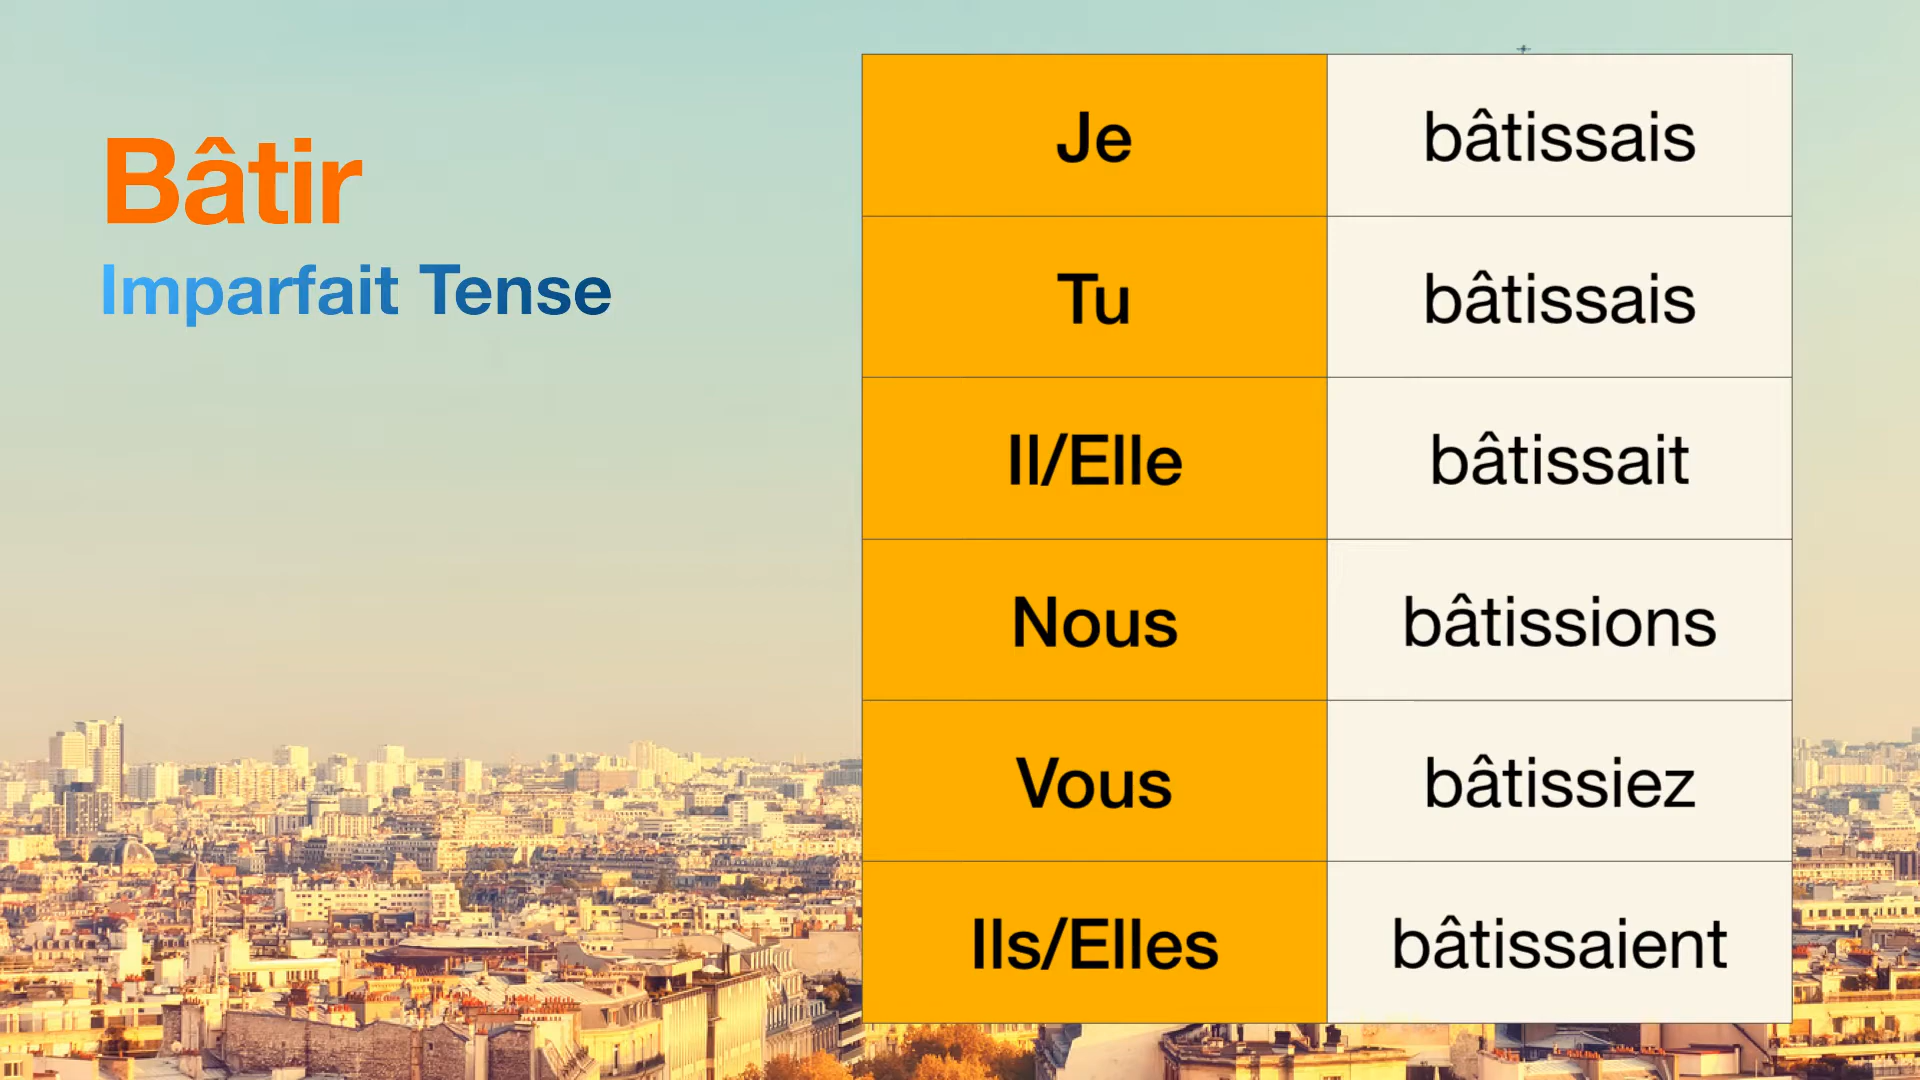 Bâtir
Imparfait Tense
Je bâtissais
Tu bâtissais
Il/Elle bâtissait
Nous bâtissions
Vous bâtissiez
Ils/Elles bâtissaient